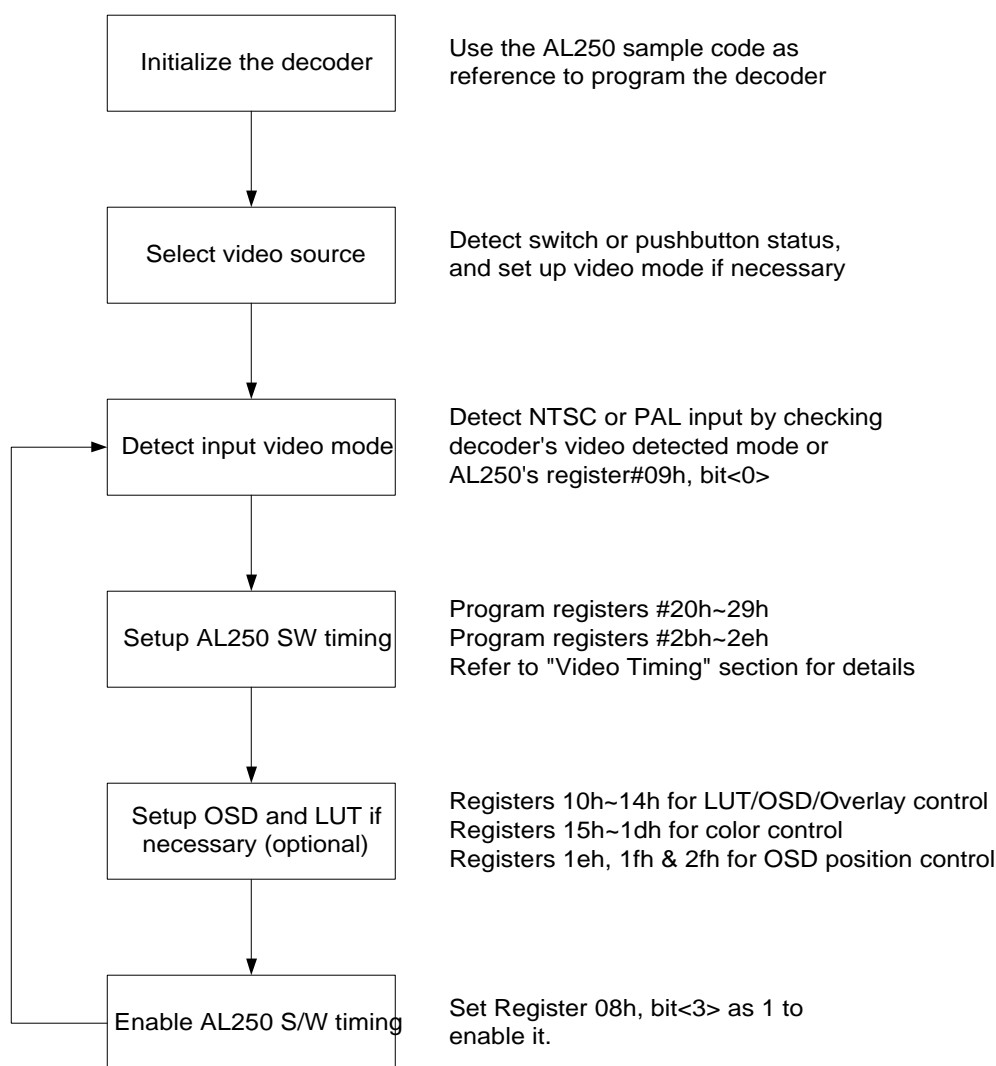 Initialize the decoder
Use the AL250 sample code as
reference to program the decoder
Select video source
Detect switch or pushbutton status,
and set up video mode if necessary
Detect input video mode
Detect NTSC or PAL input by checking
decoder's video detected mode or
AL250's register#09h, bit<0>
Setup AL250 SW timing
Program registers #20h~29h
Program registers #2bh~2eh
Refer to "Video Timing" section for details
Setup OSD and LUT if
necessary (optional)
Registers 10h~14h for LUT/OSD/Overlay control
Registers 15h~1dh for color control
Registers 1eh, 1fh & 2fh for OSD position control
Enable AL250 S/W timing
Set Register 08h, bit<3> as 1 to
enable it.